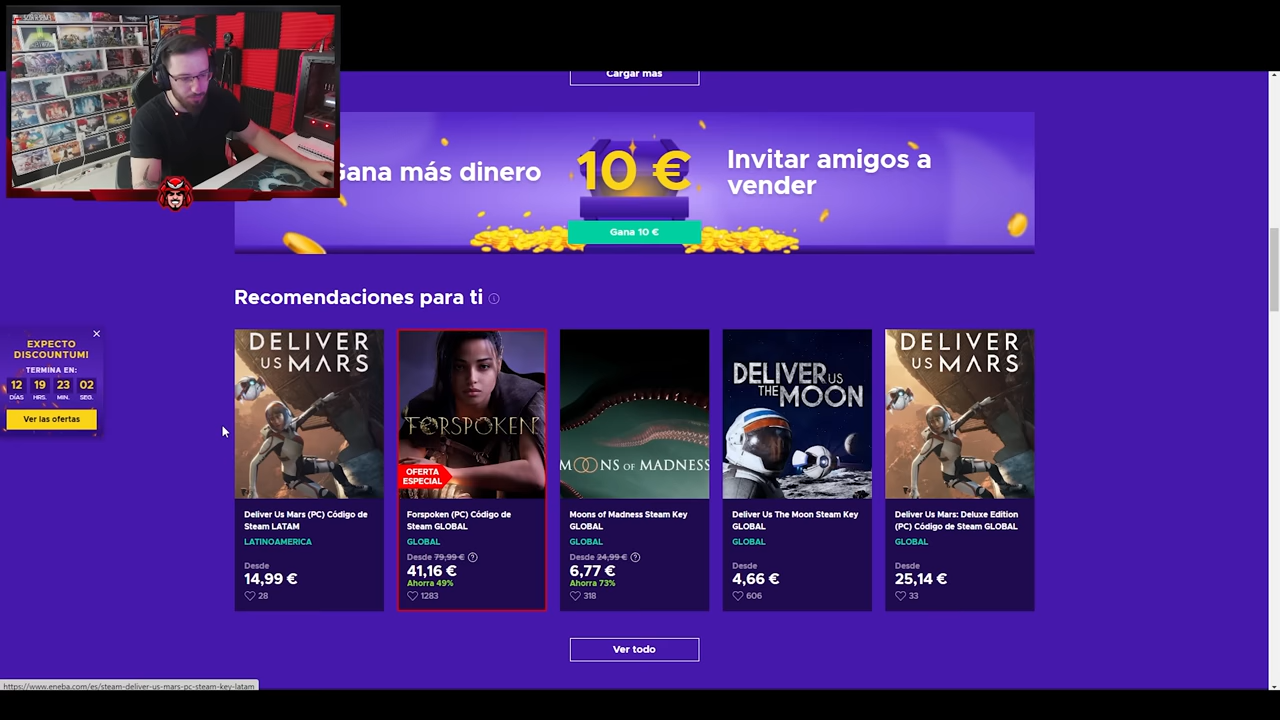 Cargar más
Gana más dinero
10 €
Invitar amigos a
vender
Gana 10 €
Recomendaciones para ti
EXPECTO
DISCOUNTUM!
TERMINA EN:
12 19 23 02
DÍAS HRS. MIN. SEG.
Ver las ofertas
DELIVER
US MARS
FORSPOKEN
OFERTA
ESPECIAL
MOONS OF MADNESS
DELIVER US
THE MOON
DELIVER
US MARS
Deliver Us Mars (PC) Código de
Steam LATAM
LATINOAMERICA
Desde
14,99 €
28
Forspoken (PC) Código de
Steam GLOBAL
GLOBAL
Desde 79,99 €
41,16 €
Ahorra 49%
1283
Moons of Madness Steam Key
GLOBAL
GLOBAL
Desde 24,99 €
6,77 €
Ahorra 73%
318
Deliver Us The Moon Steam Key
GLOBAL
GLOBAL
Desde
4,66 €
606
Deliver Us Mars: Deluxe Edition
(PC) Código de Steam GLOBAL
GLOBAL
Desde
25,14 €
33
Ver todo
https://www.eneba.com/es/steam-deliver-us-mars-pc-steam-key-latam